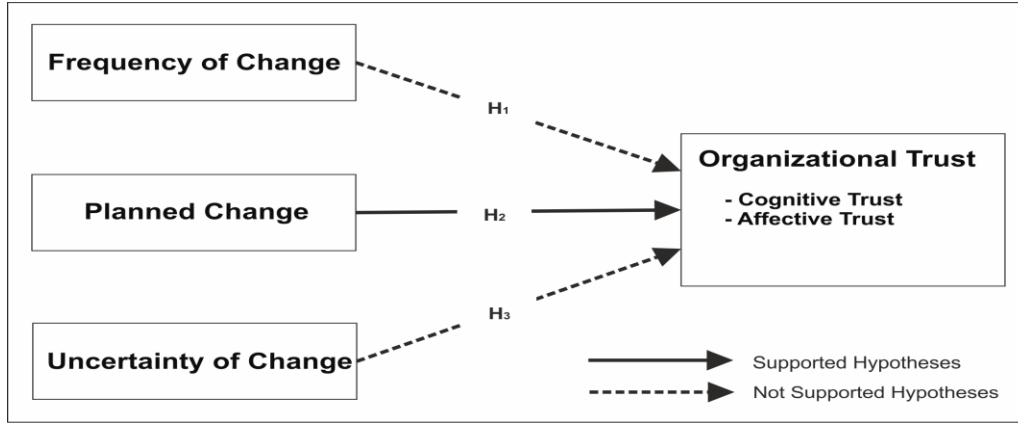 Frequency of Change
H₁
Organizational Trust
- Cognitive Trust
- Affective Trust
Planned Change
H₂
H₃
Uncertainty of Change
Supported Hypotheses
Not Supported Hypotheses